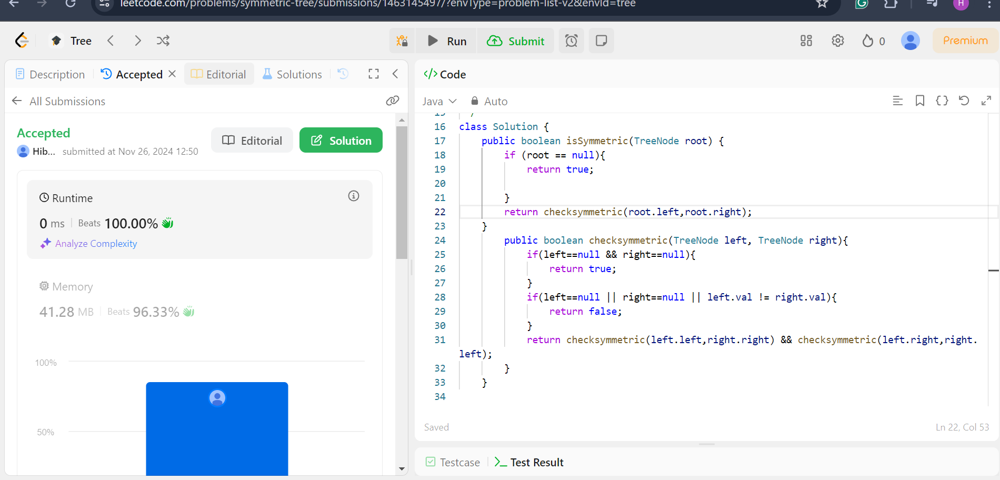 leetcode.com/problems/symmetric-tree/submissions/1463145497/?envType=problem-list-v2&envId=tree
H
Tree
Run
Submit
0
Premium
Description
Accepted
Editorial
Solutions
</> Code
All Submissions
Java
Auto
Accepted
Hib... submitted at Nov 26, 2024 12:50
Editorial
Solution
Runtime
0 ms
Beats 100.00%
Analyze Complexity
Memory
41.28 MB
Beats 96.33%
100%
50%
15 */
16 class Solution {
17 public boolean isSymmetric(TreeNode root) {
18 if (root == null){
19 return true;
20
21 }
22 return checksymmetric(root.left,root.right);
23 }
24 public boolean checksymmetric(TreeNode left, TreeNode right){
25 if(left==null && right==null){
26 return true;
27 }
28 if(left==null || right==null || left.val != right.val){
29 return false;
30 }
31 return checksymmetric(left.left,right.right) && checksymmetric(left.right,right.
left);
32 }
33 }
34
Saved
Ln 22, Col 53
Testcase
Test Result